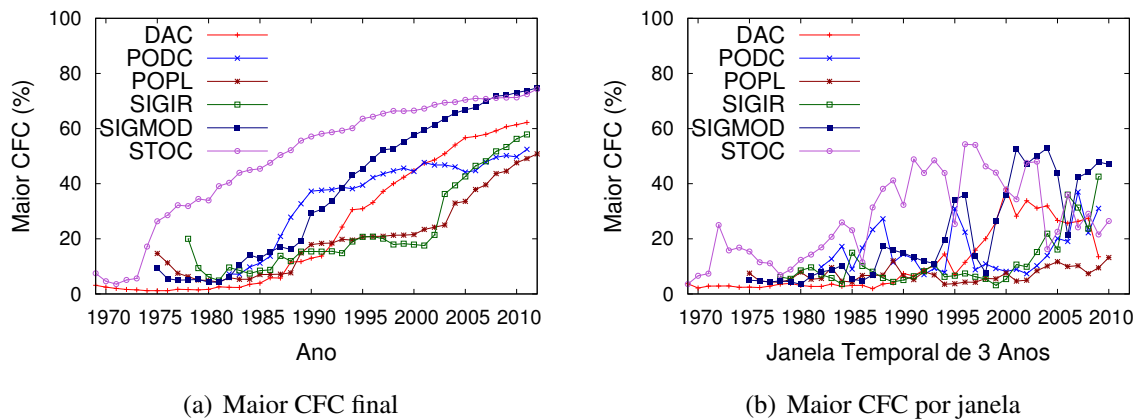 Maior CFC (%)
100
80
60
40
20
0
DAC
PODC
POPL
SIGIR
SIGMOD
STOC
1970 1975 1980 1985 1990 1995 2000 2005 2010
Ano
(a) Maior CFC final
Maior CFC (%)
100
80
60
40
20
0
DAC
PODC
POPL
SIGIR
SIGMOD
STOC
1970 1975 1980 1985 1990 1995 2000 2005 2010
Janela Temporal de 3 Anos
(b) Maior CFC por janela